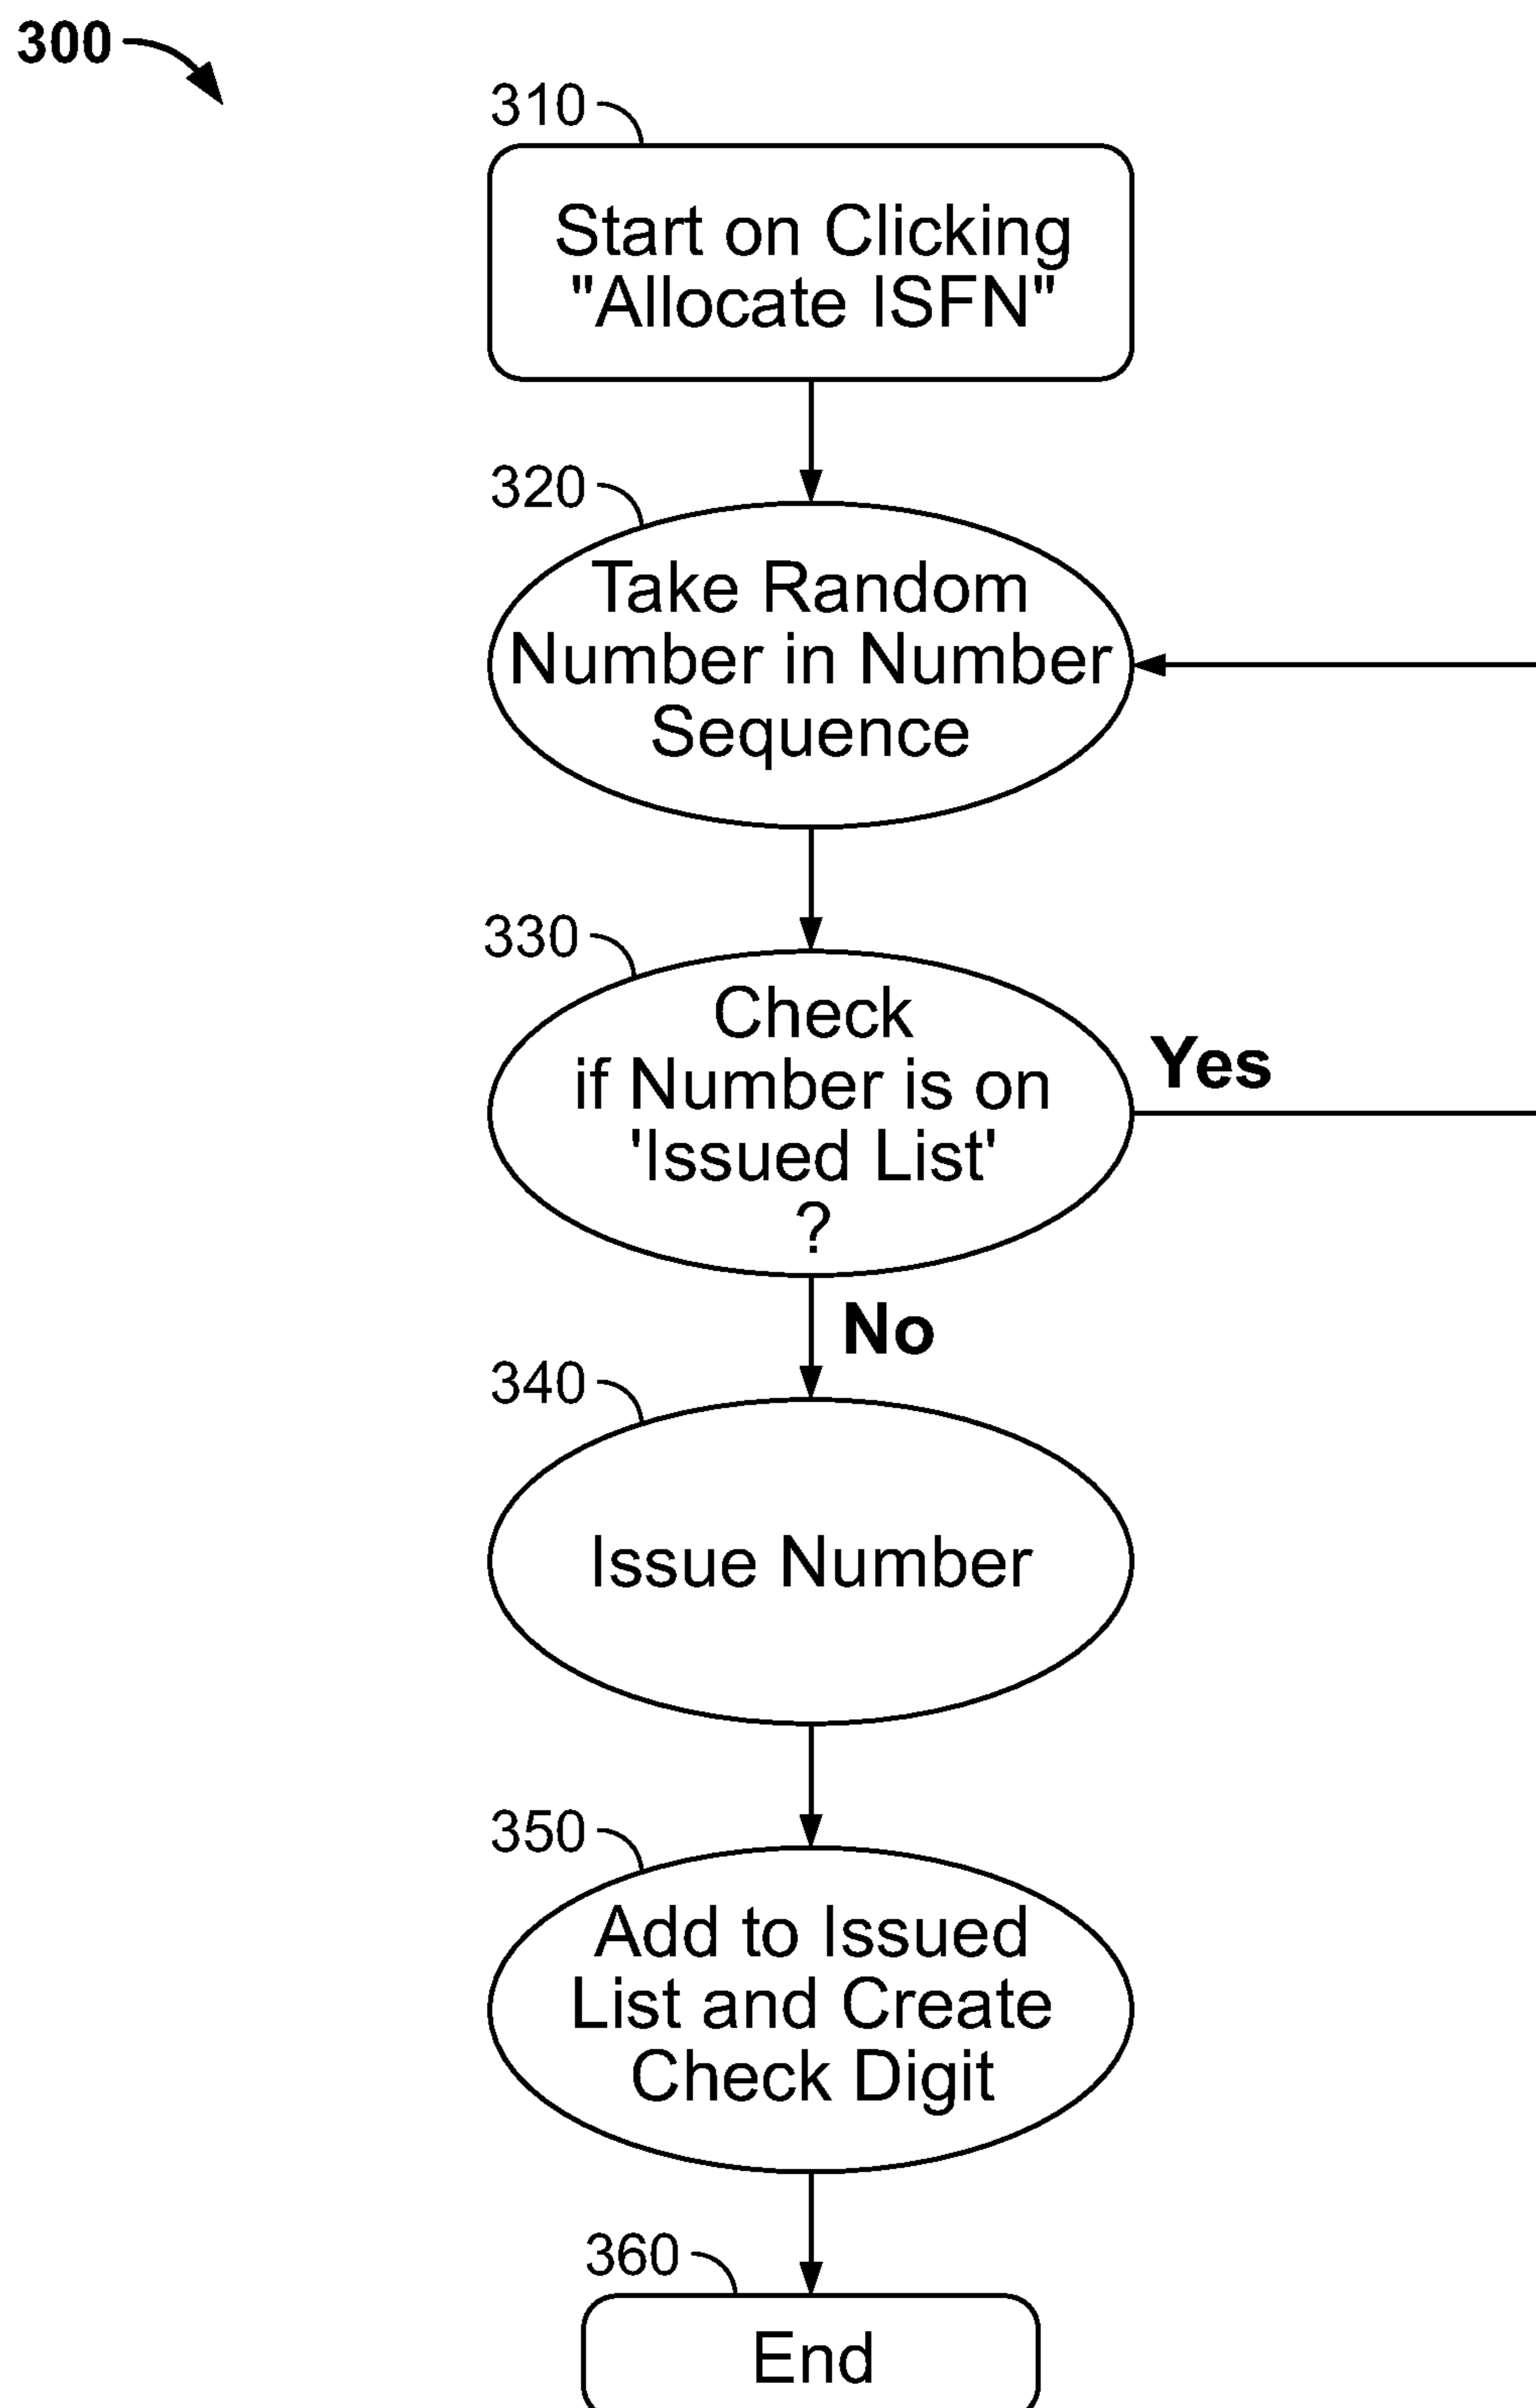 300
310
Start on Clicking
"Allocate ISFN"
320
Take Random
Number in Number
Sequence
330
Check
if Number is on
'Issued List'
?
Yes
No
340
Issue Number
350
Add to Issued
List and Create
Check Digit
360
End